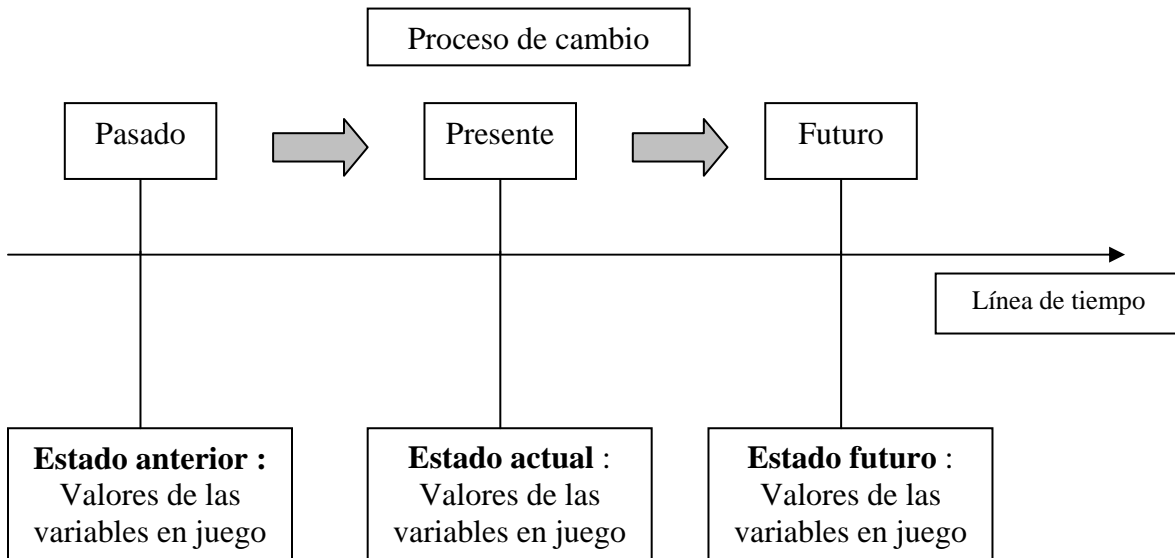 Proceso de cambio
Pasado
Presente
Futuro
Línea de tiempo
Estado anterior :
Valores de las
variables en juego
Estado actual :
Valores de las
variables en juego
Estado futuro :
Valores de las
variables en juego